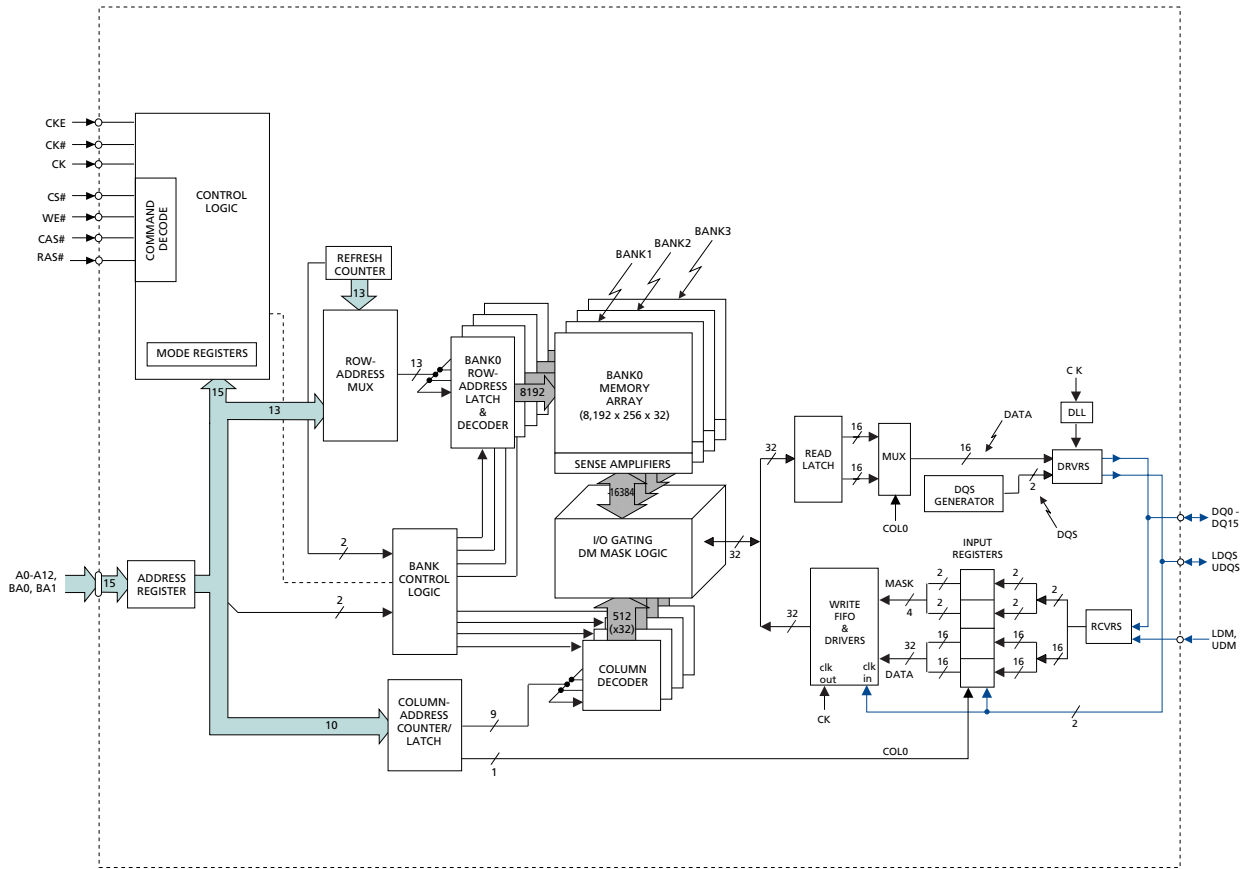 CKE
CK#
CK
CS#
WE#
CAS#
RAS#
COMMAND
DECODE
CONTROL
LOGIC
MODE REGISTERS
REFRESH
COUNTER
13
ROW-
ADDRESS
MUX
15
13
13
BANK0
ROW-
ADDRESS
LATCH
&
DECODER
8192
BANK1
BANK2
BANK3
BANK0
MEMORY
ARRAY
(8,192 x 256 x 32)
SENSE AMPLIFIERS
16384
I/O GATING
DM MASK LOGIC
32
512
(x32)
COLUMN
DECODER
A0-A12,
BA0, BA1
15
ADDRESS
REGISTER
2
2
BANK
CONTROL
LOGIC
10
COLUMN-
ADDRESS
COUNTER/
LATCH
9
1
COL0
32
READ
LATCH
16
16
MUX
COL0
16
DATA
DQS
GENERATOR
2
DQS
C K
DLL
DRVRS
DQ0 -
DQ15
LDQS
UDQS
LDM,
UDM
RCVRS
INPUT
REGISTERS
2
2
2
2
2
16
16
16
16
16
MASK
4
32
DATA
32
WRITE
FIFO
&
DRIVERS
clk
out
clk
in
CK
2